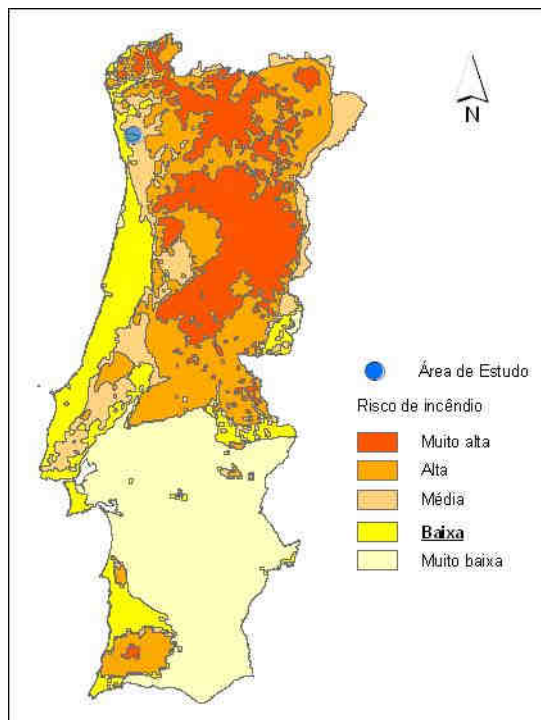 N
Área de Estudo
Risco de incêndio
Muito alta
Alta
Média
Baixa
Muito baixa